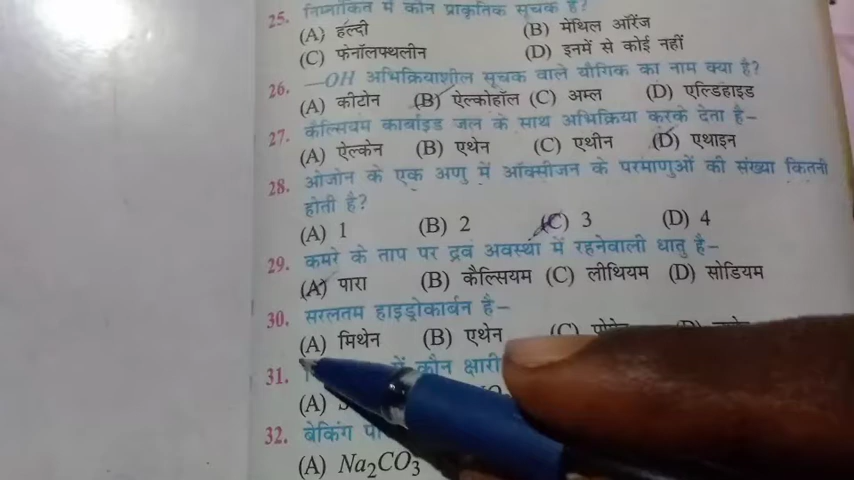 25. निम्नांकित में कौन प्राकृतिक सूचक है?
(A) हल्दी (B) मेथिल ऑरेंज
(C) फेनॉलफ्थलीन (D) इनमें से कोई नहीं
26. —OH अभिक्रियाशील सूचक वाले यौगिक का नाम क्या है?
(A) कीटोन (B) ऐल्कोहॉल (C) अम्ल (D) एल्डिहाइड
27. कैल्सियम कार्बाइड जल के साथ अभिक्रिया करके देता है–
(A) ऐल्केन (B) एथेन (C) एथीन (D) एथाइन
28. ओजोन के एक अणु में ऑक्सीजन के परमाणुओं की संख्या कितनी
होती है?
(A) 1 (B) 2 (C) 3 (D) 4
29. कमरे के ताप पर द्रव अवस्था में रहनेवाली धातु है–
(A) पारा (B) कैल्सियम (C) लीथियम (D) सोडियम
30. सरलतम हाइड्रोकार्बन है–
(A) मिथेन (B) एथेन (C)
31. में कौन क्षारी
(A)
32. बेकिंग
(A) Na₂CO₃